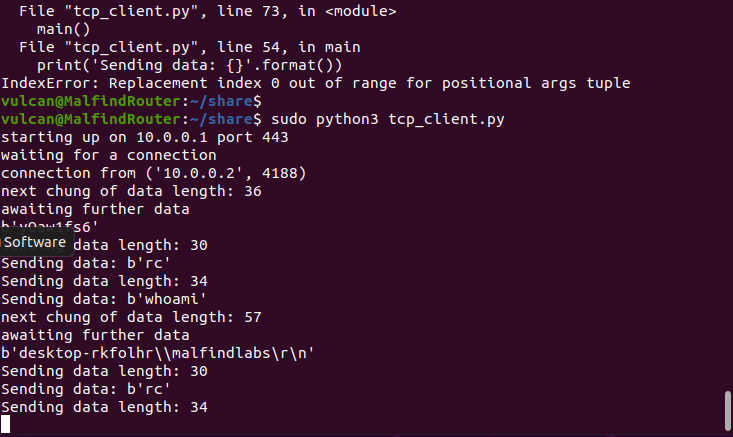 File "tcp_client.py", line 73, in <module>
main()
File "tcp_client.py", line 54, in main
print('Sending data: {}'.format())
IndexError: Replacement index 0 out of range for positional args tuple
vulcan@MalfindRouter:~/share$
vulcan@MalfindRouter:~/share$ sudo python3 tcp_client.py
starting up on 10.0.0.1 port 443
waiting for a connection
connection from ('10.0.0.2', 4188)
next chung of data length: 36
awaiting further data
Software
data length: 30
Sending data: b'rc'
Sending data length: 34
Sending data: b'whoami'
next chung of data length: 57
awaiting further data
b'desktop-rkfolhr\\malfindlabs\r\n'
Sending data length: 30
Sending data: b'rc'
Sending data length: 34